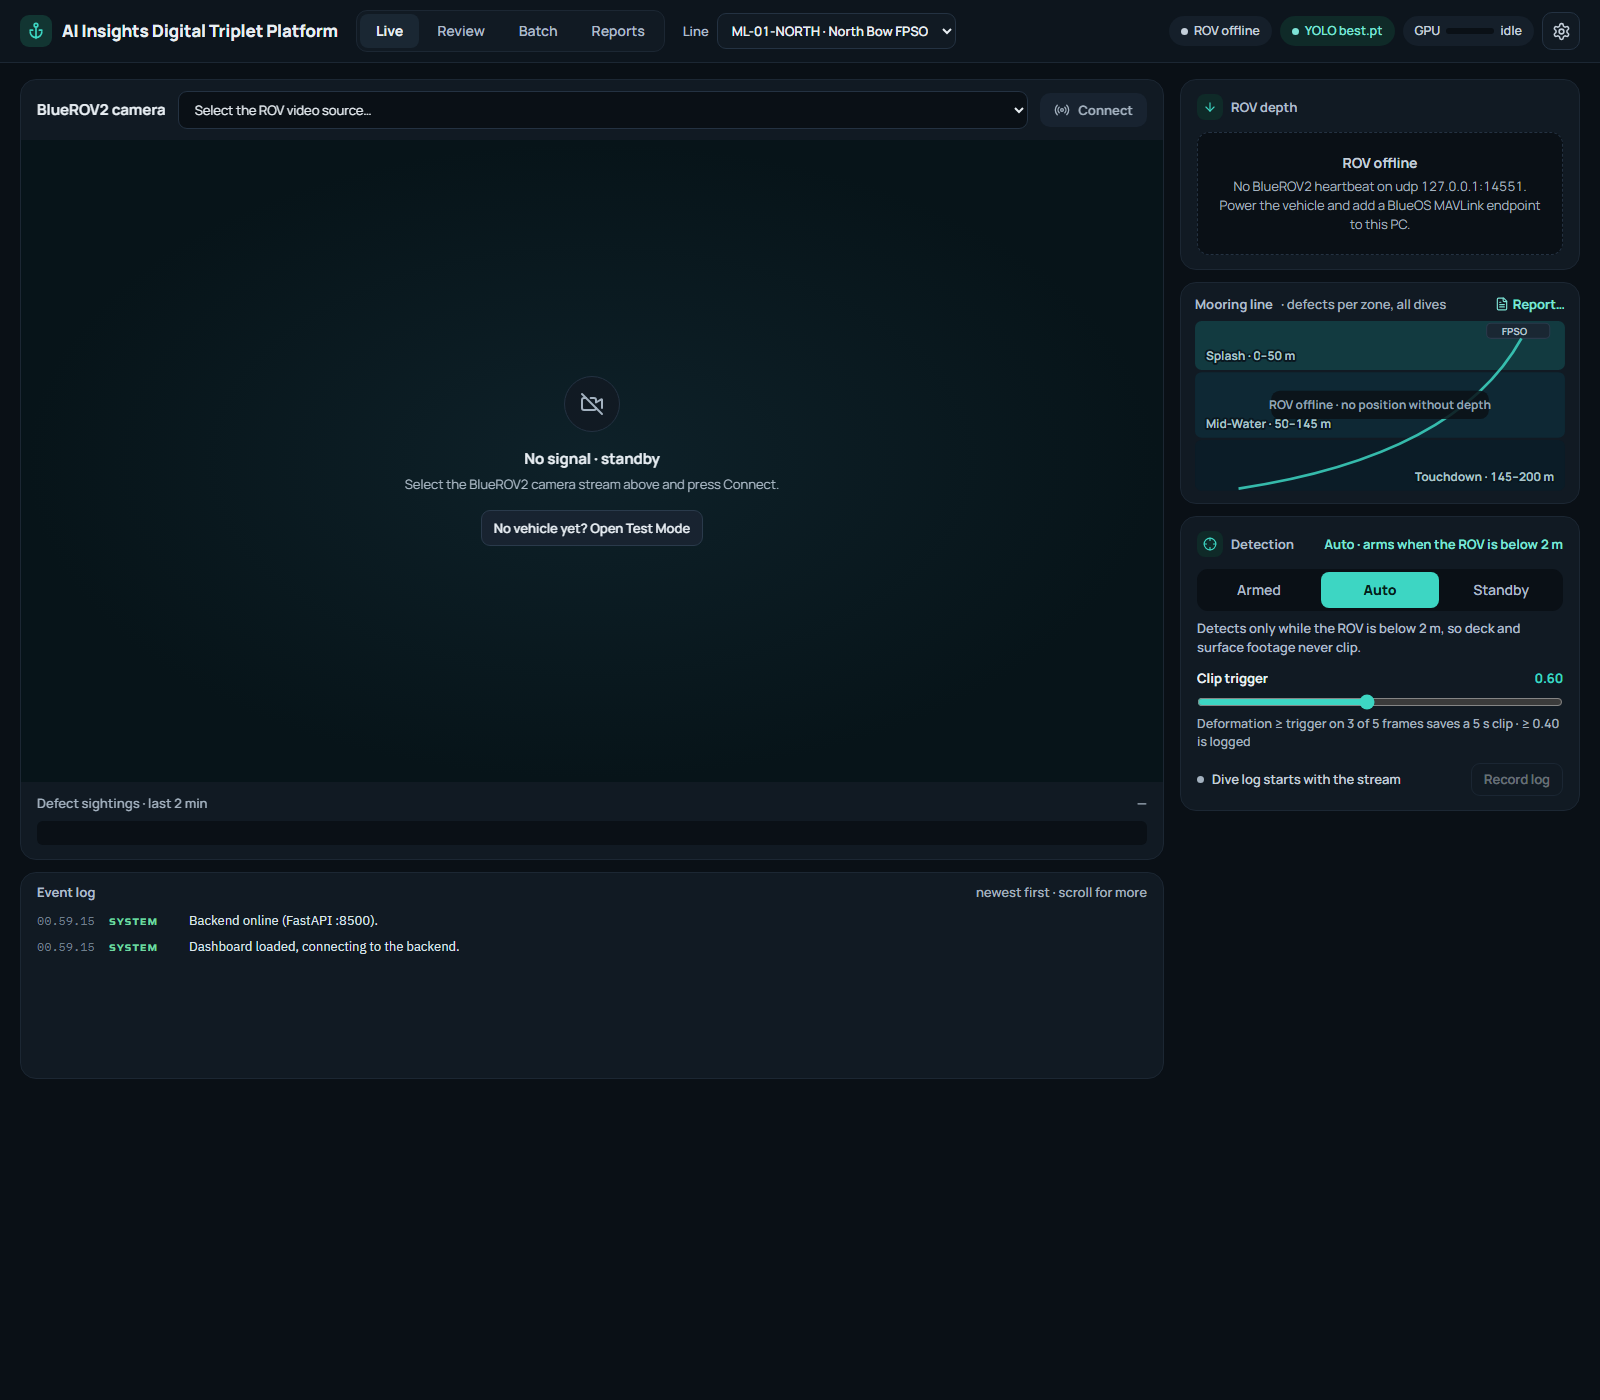 AI Insights Digital Triplet Platform
Live
Review
Batch
Reports
Line
ML-01-NORTH · North Bow FPSO
ROV offline
YOLO best.pt
GPU
idle
BlueROV2 camera
Select the ROV video source...
Connect
No signal · standby
Select the BlueROV2 camera stream above and press Connect.
No vehicle yet? Open Test Mode
Defect sightings · last 2 min
–
Event log
newest first · scroll for more
00.59.15 SYSTEM Backend online (FastAPI :8500).
00.59.15 SYSTEM Dashboard loaded, connecting to the backend.
ROV depth
ROV offline
No BlueROV2 heartbeat on udp 127.0.0.1:14551.
Power the vehicle and add a BlueOS MAVLink endpoint
to this PC.
Mooring line · defects per zone, all dives
Report...
FPSO
Splash · 0–50 m
ROV offline · no position without depth
Mid-Water · 50–145 m
Touchdown · 145–200 m
Detection
Auto · arms when the ROV is below 2 m
Armed
Auto
Standby
Detects only while the ROV is below 2 m, so deck and
surface footage never clip.
Clip trigger
0.60
Deformation ≥ trigger on 3 of 5 frames saves a 5 s clip · ≥ 0.40
is logged
Dive log starts with the stream
Record log